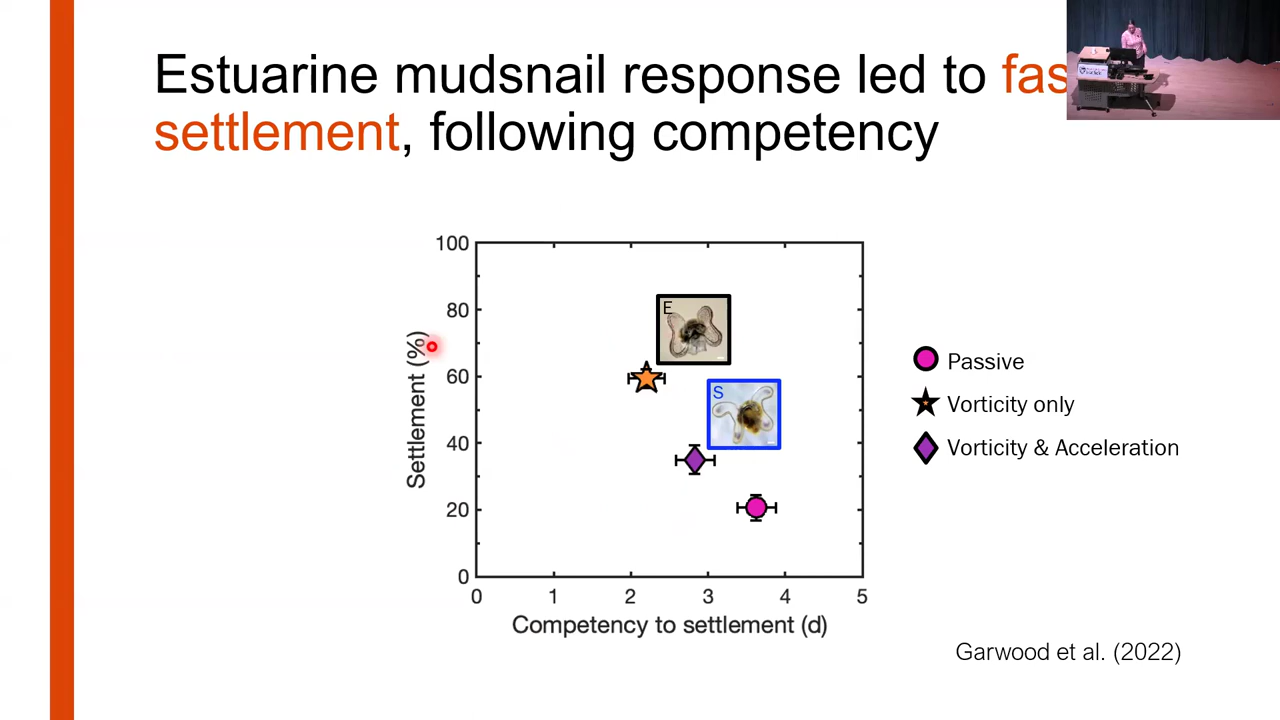 Estuarine mudsnail response led to fas
settlement, following competency
100
80
60
40
20
0
Settlement (%)
E
S
0 1 2 3 4 5
Competency to settlement (d)
Passive
Vorticity only
Vorticity & Acceleration
Garwood et al. (2022)